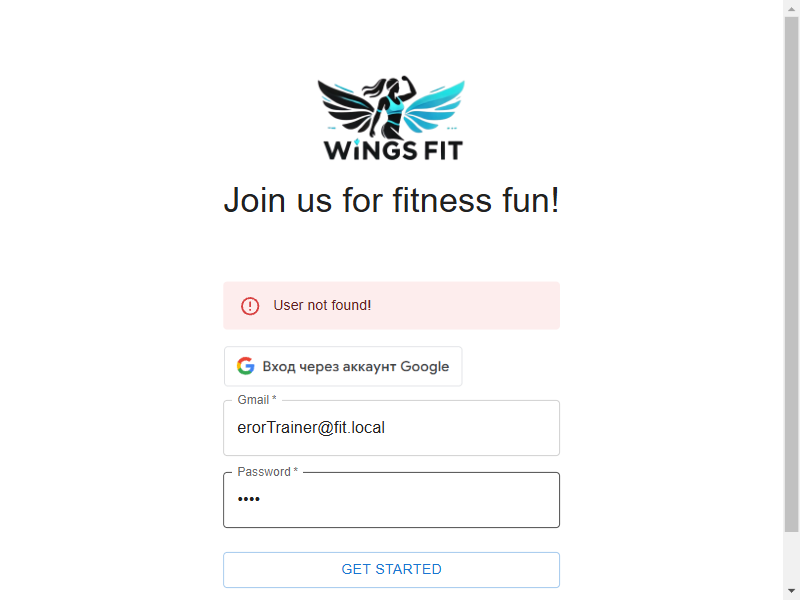 WiNGS FIT
Join us for fitness fun!
User not found!
Вход через аккаунт Google
Gmail *
erorTrainer@fit.local
Password *
••••
GET STARTED